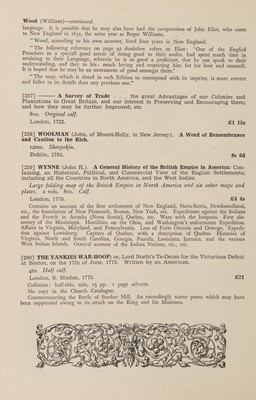 Wood (William)—continued.
language. It is possible that he may also have had the cooperation of John Eliot, who came
to New England in 1631, the same year as Roger Williams.
"Wood, according to his own account, lived four years in New England.
"The following reference on page 92 doubtless refers to Eliot: 'One of the English
Preachers in a speciall good intent of doing good to their soules, had spent much time in
attaining to their Language, wherein he is so good a proficient, that he can speak to their
understanding, and they to his: much loving and respecting him for his love and counsell.
It is hoped that he may be an instrument of good amongst them.'
"The map, which is dated in each Edition to correspond with its imprint, is more correct
and fuller in its details than any previous one."
[257] —— A Survey of Trade . . . the great Advantages of our Colonies and
Plantations to Great Britain, and our interest in Preserving and Encouraging them;
and how they may be further Improved; etc.
8vo. Original calf.
London, 1722. £1 15s
[258] WOOLMAN (John, of Mount-Holly, in New Jersey). A Word of Remembrance
and Caution to the Rich.
12mo. Sheepskin.
Dublin, 1793. 8s 6d
[259] WYNNE (John H.). A General History of the British Empire in America: Con-
taining, an Historical, Political, and Commercial View of the English Settlements;
including all the Countries in North America, and the West Indies.
Large folding map of the British Empire in North America and six other maps and
plates. 2 vols. 8vo. Calf.
London, 1770. £4 4s
Contains an account of the first settlements of New England, Nova-Scotia, Newfoundland,
etc., the foundation of New Plymouth, Boston, New York, etc. Expeditions against the Indians
and the French in Arcadia (Nova Scotia), Quebec, etc. Wars with the Iroquois. First dis-
covery of the Mississippi. Hostilities on the Ohio, and Washington's unfortunate Expedition.
Affairs in Virginia, Maryland, and Pennsylvania. Loss of Forts Ontario and Oswego. Expedi-
tion against Lewisburg. Capture of Quebec, with a description of Quebec. Histories of
Virginia, North and South Carolina, Georgia, Florida, Louisiana, Jamaica, and the various
West Indian Islands. General account of the Indian Nations, etc., etc.
[260] THE YANKIES WAR-HOOP; or, Lord North's Te-Deum for the Victorious Defeat
at Boston, on the 17th of June, 1775. Written by an American.
4to. Half calf.
London, S. Bladon, 1775. £21
Collation: half-title, title, 25 pp. 1 page adverts.
No copy in the Church Catalogue.
Commemorating the Battle of Bunker Hill. An exceedingly scarce poem which may have
been suppressed owing to its attack on the King and his Ministers.